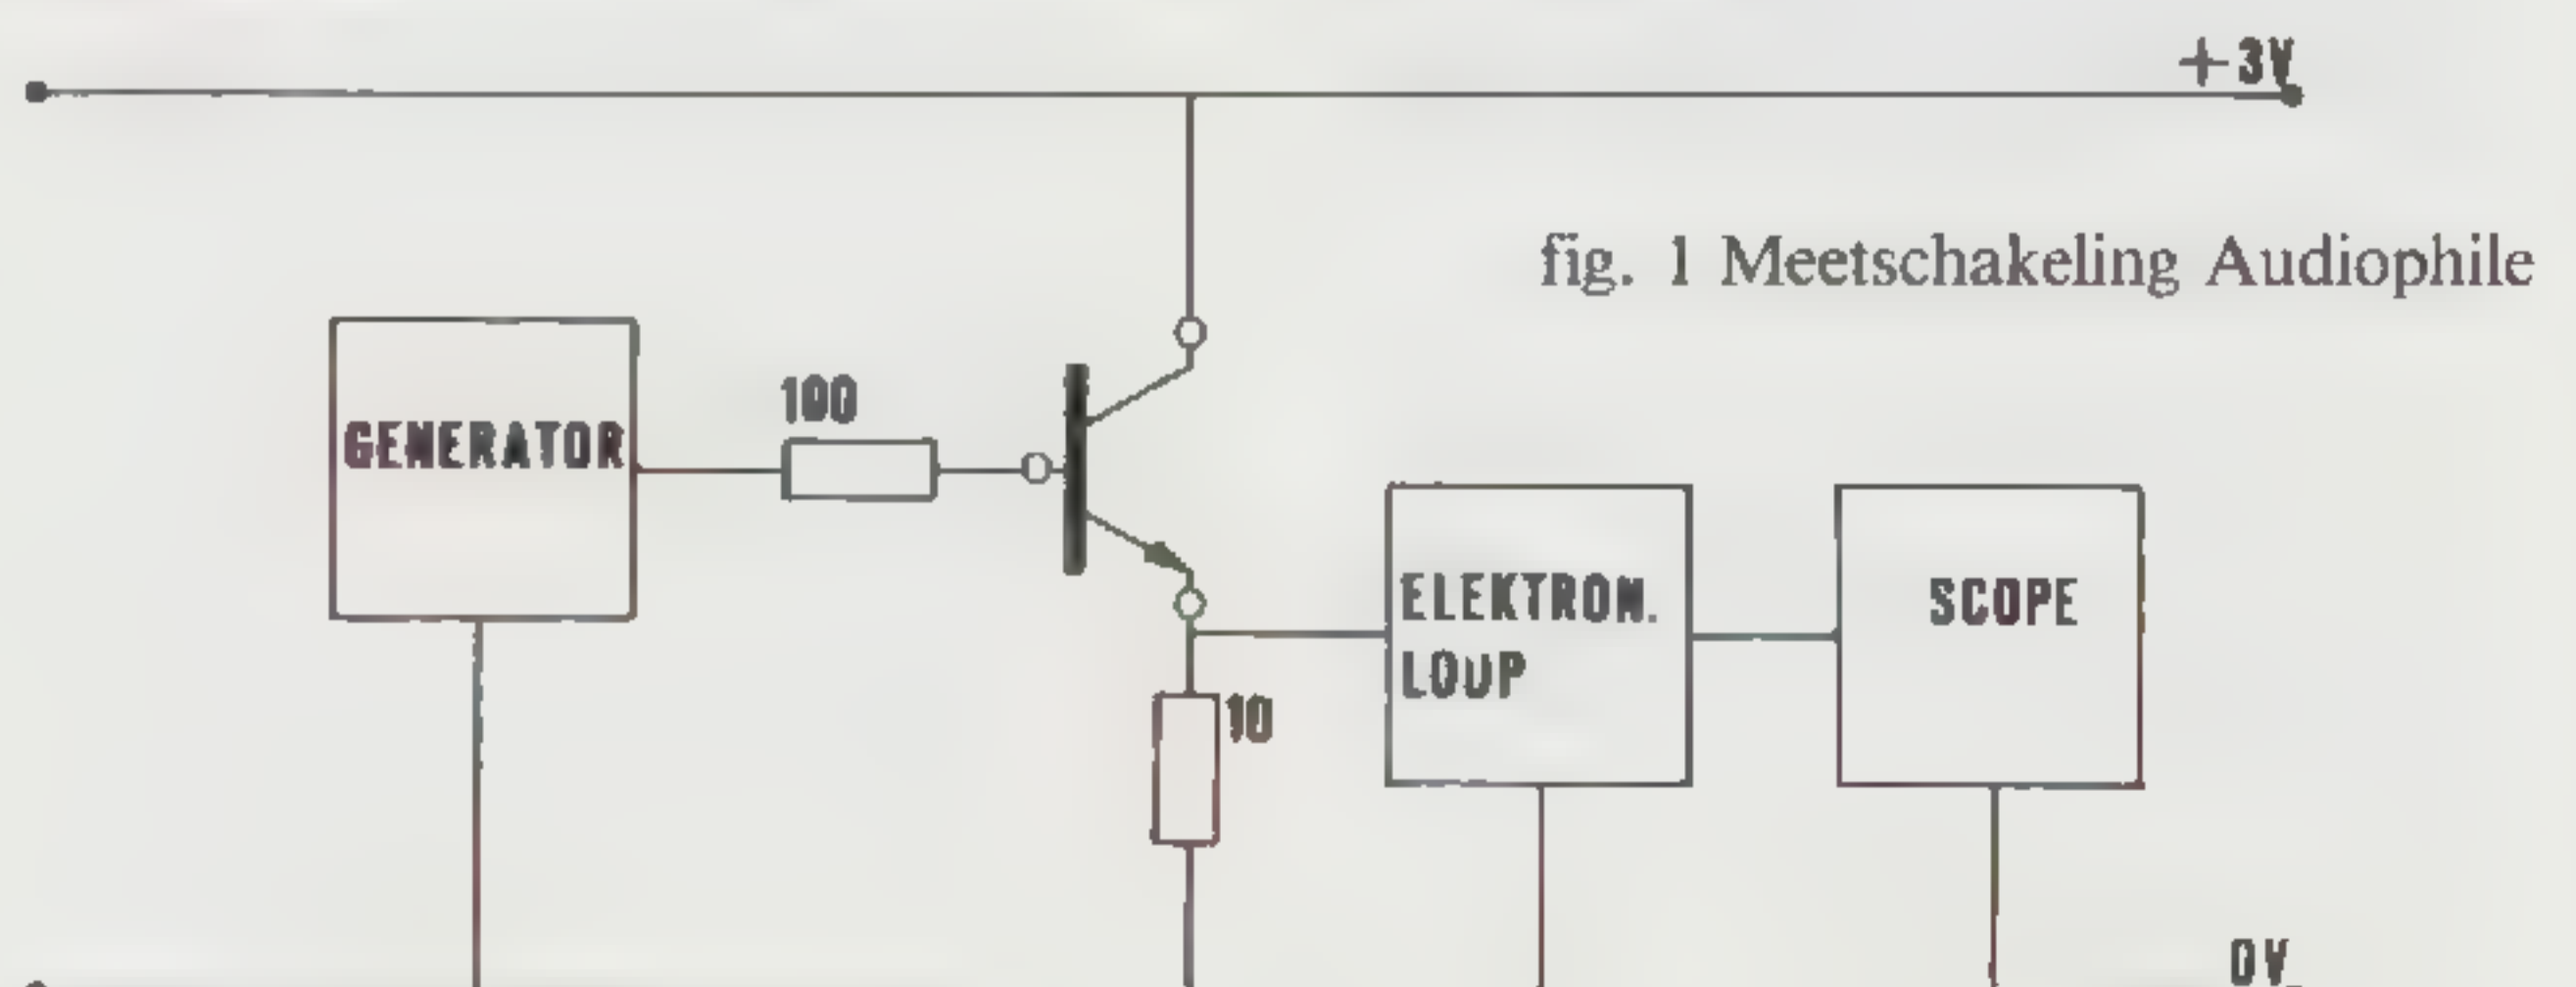 +3V
fig. 1 Meetschakeling Audiophile
100
GENERATOR
ELEKTRON.
LOUP
SCOPE
10
0V